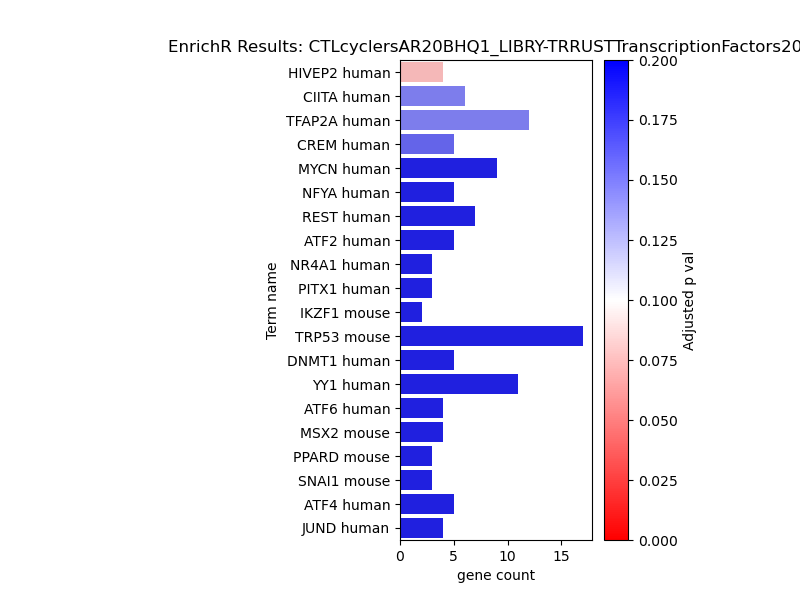 EnrichR Results: CTLcyclersAR20BHQ1_LIBRY-TRRUSTTranscriptionFactors20
HIVEP2 human
CIITA human
TFAP2A human
CREM human
MYCN human
NFYA human
REST human
ATF2 human
NR4A1 human
PITX1 human
IKZF1 mouse
TRP53 mouse
DNMT1 human
YY1 human
ATF6 human
MSX2 mouse
PPARD mouse
SNAI1 mouse
ATF4 human
JUND human
Term name
0 5 10 15
gene count
0.200
0.175
0.150
0.125
0.100
0.075
0.050
0.025
0.000
Adjusted p val